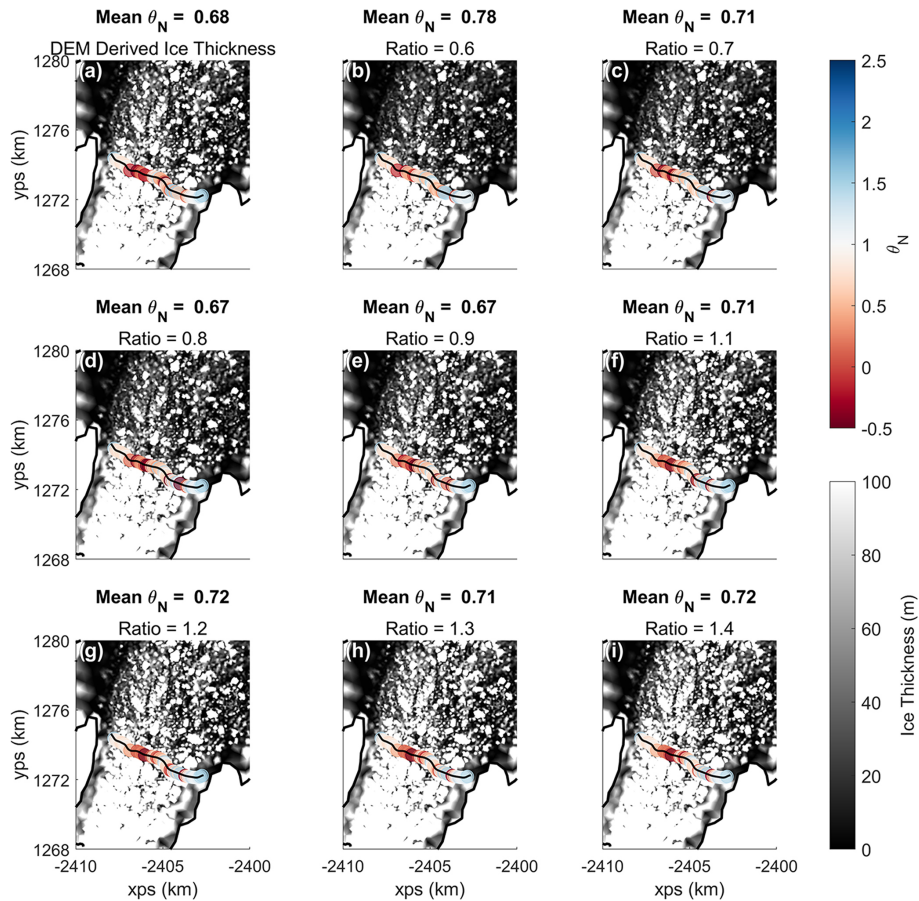 Mean θN = 0.68
DEM Derived Ice Thickness
(a)
1280
1276
1272
1268
yps (km)
Mean θN = 0.78
Ratio = 0.6
(b)
Mean θN = 0.71
Ratio = 0.7
(c)
2.5
2
1.5
1
0.5
0
-0.5
θN
Mean θN = 0.67
Ratio = 0.8
(d)
1280
1276
1272
1268
yps (km)
Mean θN = 0.67
Ratio = 0.9
(e)
Mean θN = 0.71
Ratio = 1.1
(f)
100
80
60
40
20
0
Ice Thickness (m)
Mean θN = 0.72
Ratio = 1.2
(g)
1280
1276
1272
1268
yps (km)
-2410 -2405 -2400
xps (km)
Mean θN = 0.71
Ratio = 1.3
(h)
-2410 -2405 -2400
xps (km)
Mean θN = 0.72
Ratio = 1.4
(i)
-2410 -2405 -2400
xps (km)